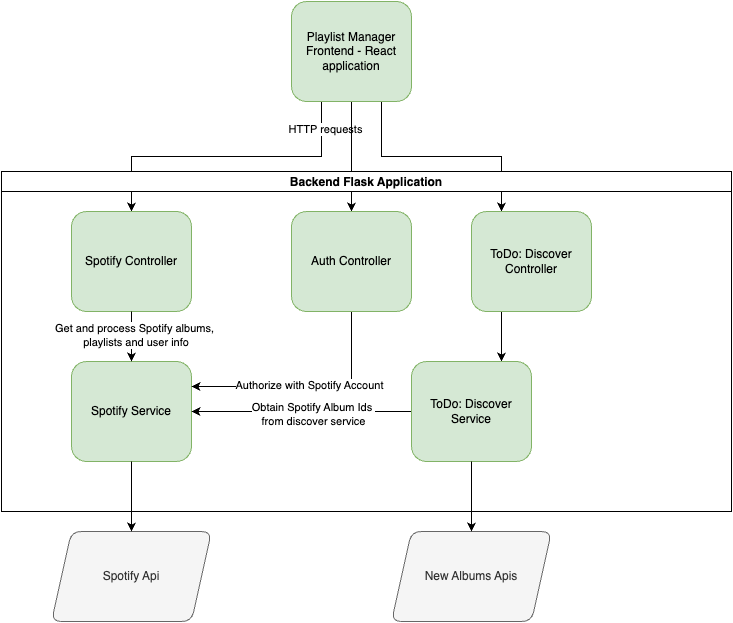 Playlist Manager
Frontend - React
application
HTTP requests
Backend Flask Application
Spotify Controller
Auth Controller
ToDo: Discover
Controller
Get and process Spotify albums,
playlists and user info
Authorize with Spotify Account
Spotify Service
Obtain Spotify Album Ids
from discover service
ToDo: Discover
Service
Spotify Api
New Albums Apis